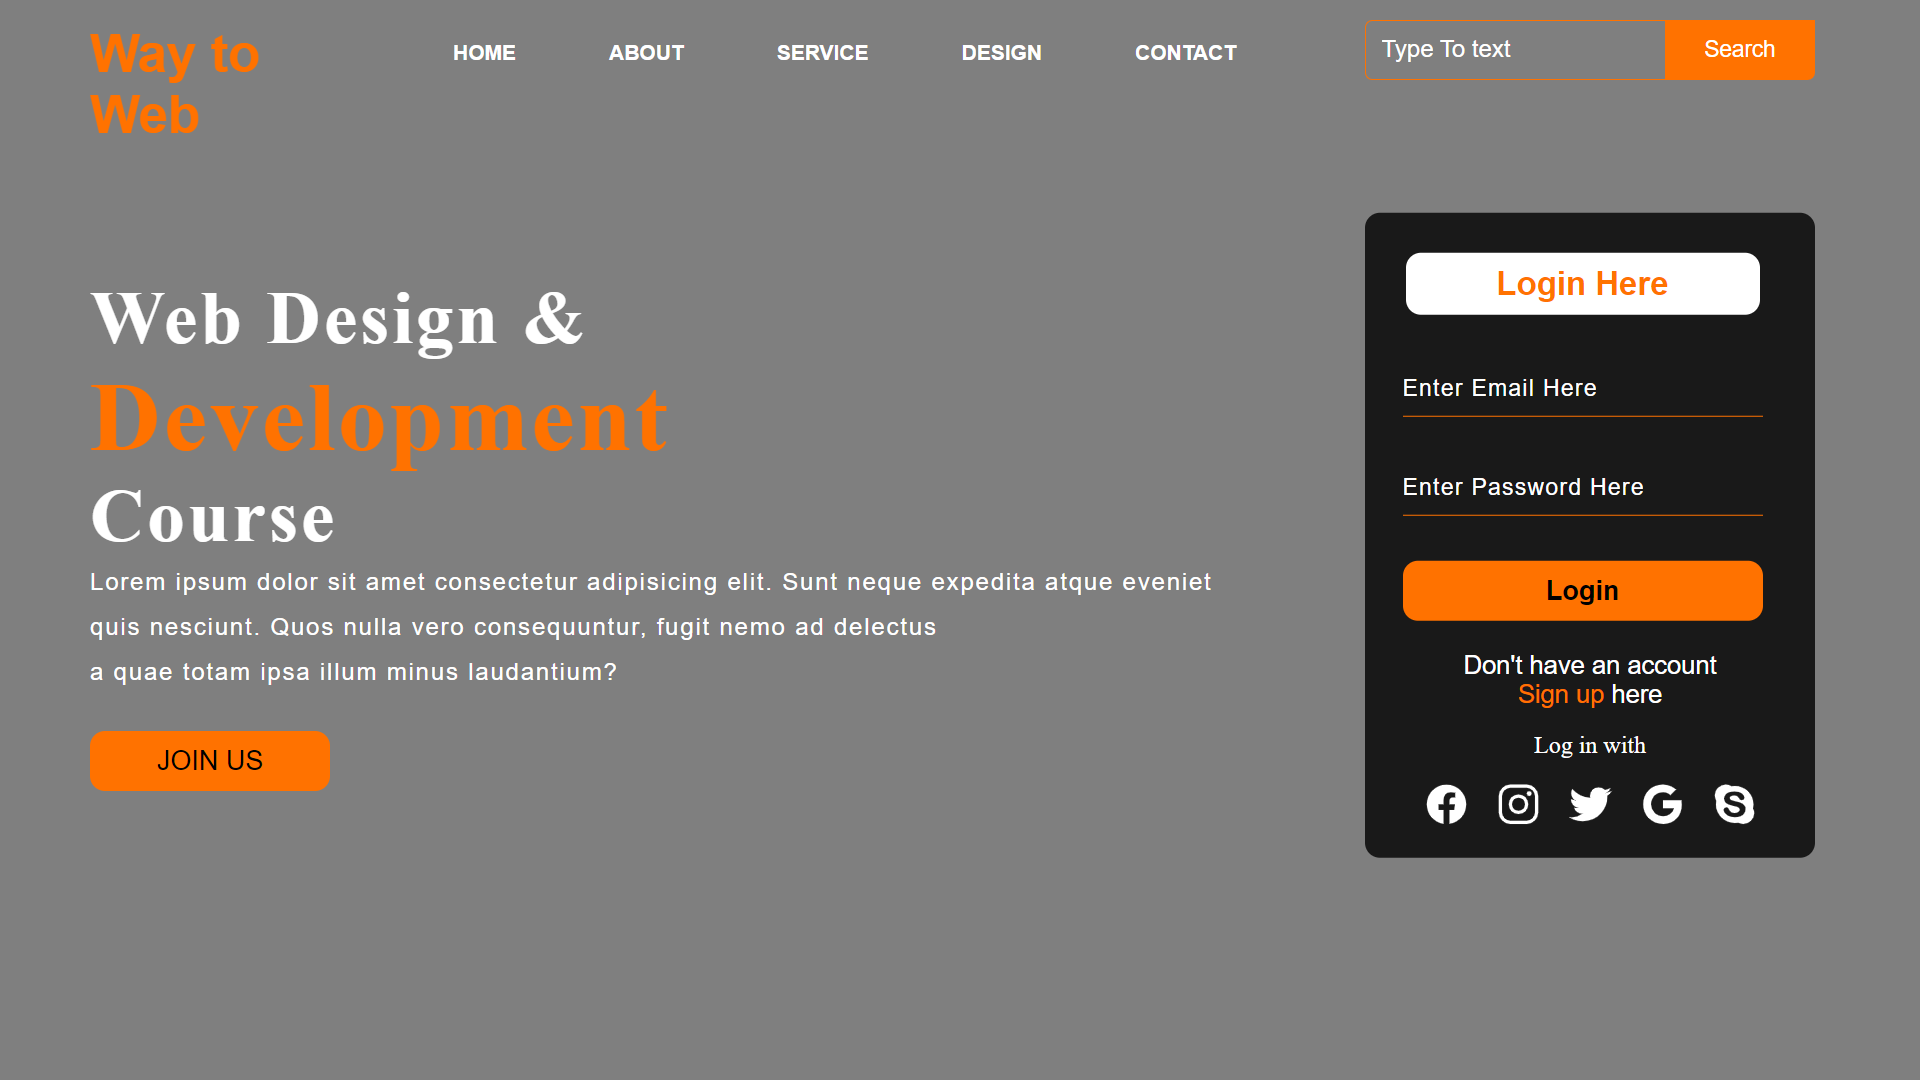 Way to
Web
HOME
ABOUT
SERVICE
DESIGN
CONTACT
Type To text
Search
Web Design &
Development
Course
Lorem ipsum dolor sit amet consectetur adipisicing elit. Sunt neque expedita atque eveniet
quis nesciunt. Quos nulla vero consequuntur, fugit nemo ad delectus
a quae totam ipsa illum minus laudantium?
JOIN US
Login Here
Enter Email Here
Enter Password Here
Login
Don't have an account
Sign up here
Log in with